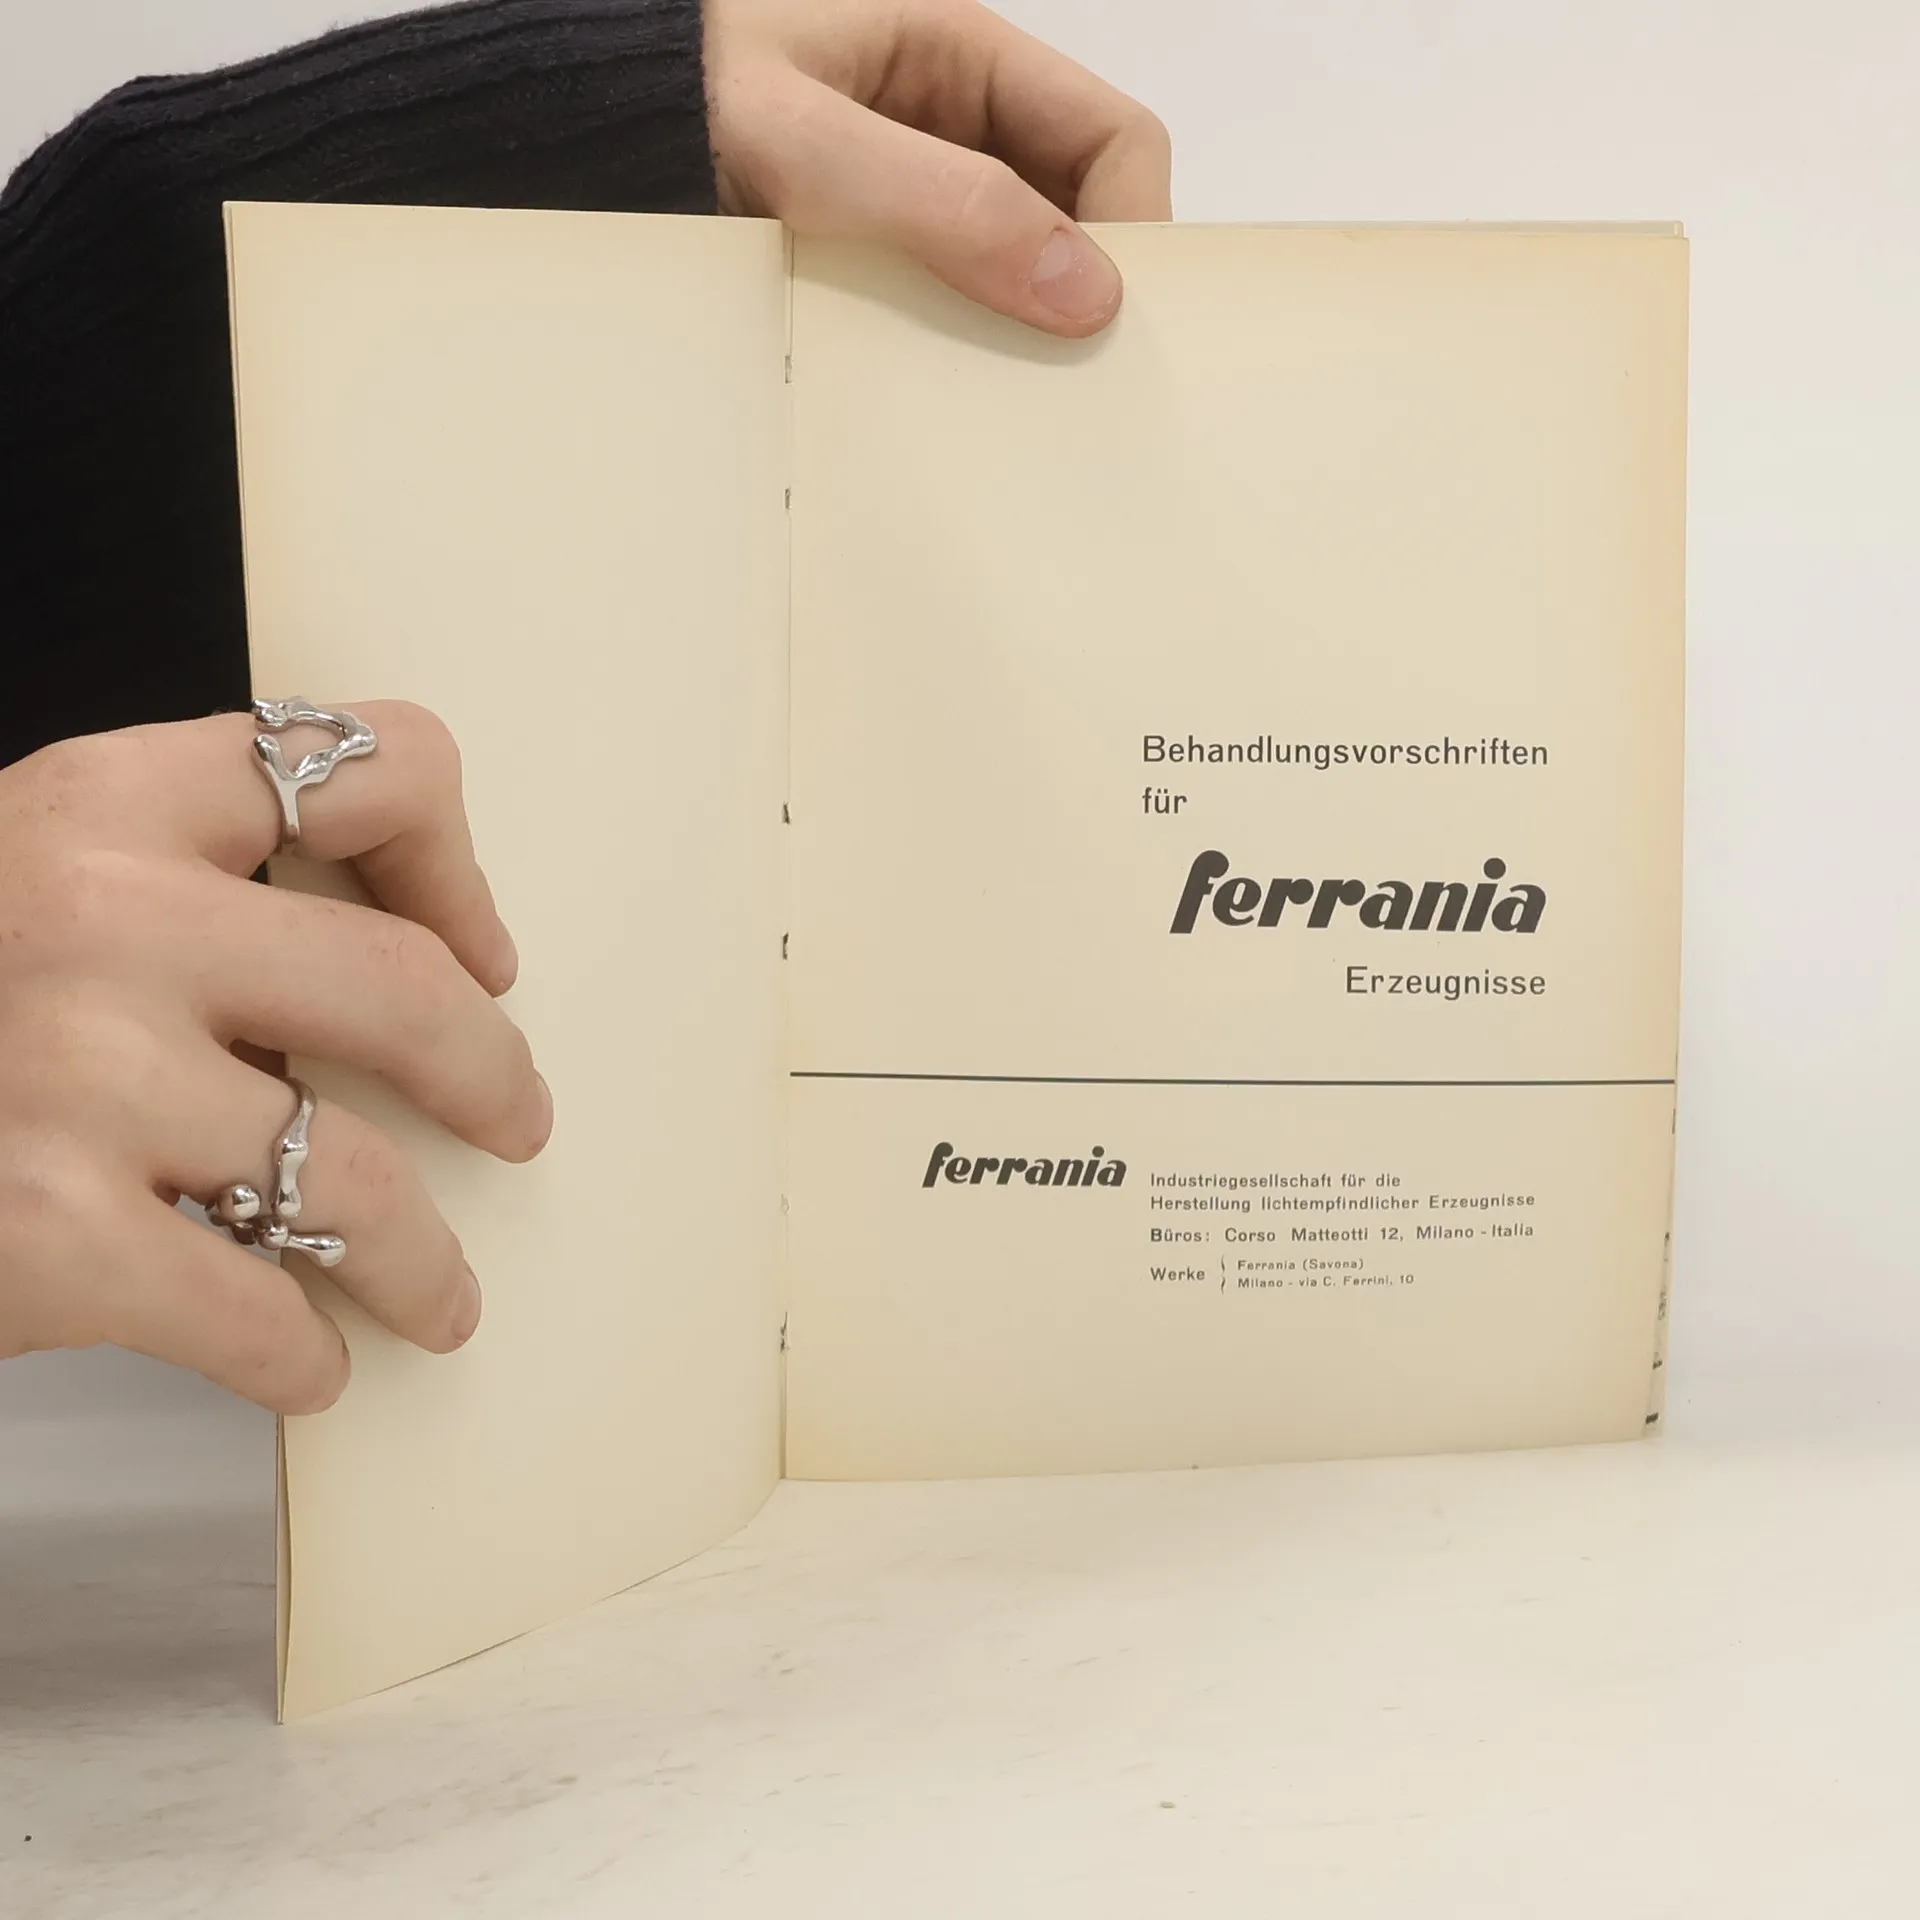 Behandlungsvorschriften
für
ferrania
Erzeugnisse
ferrania
Industriegesellschaft für die
Herstellung lichtempfindlicher Erzeugnisse
Büros: Corso Matteotti 12, Milano - Italia
Werke
Ferrania (Savona)
Milano - via C. Ferrini, 10